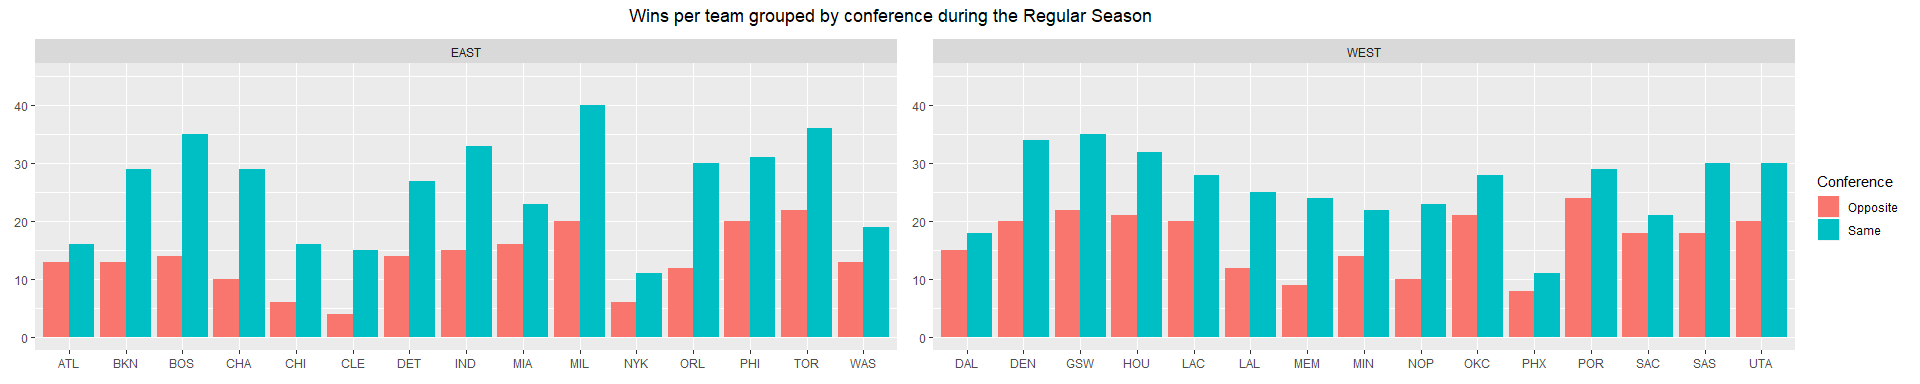 Wins per team grouped by conference during the Regular Season
EAST
WEST
40
30
20
10
0
40
30
20
10
0
ATL BKN BOS CHA CHI CLE DET IND MIA MIL NYK ORL PHI TOR WAS
DAL DEN GSW HOU LAC LAL MEM MIN NOP OKC PHX POR SAC SAS UTA
Conference
Opposite
Same